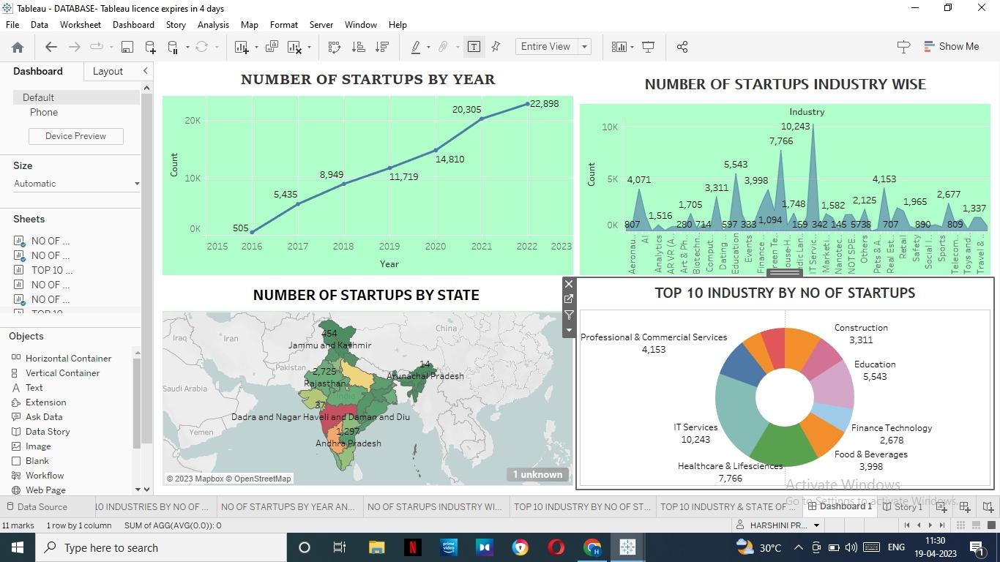 Tableau - DATABASE- Tableau licence expires in 4 days
File Data Worksheet Dashboard Story Analysis Map Format Server Window Help
Entire View
Show Me
Dashboard Layout
Default
Phone
Device Preview
Size
Automatic
Sheets
NO OF ...
NO OF ...
TOP 10 ...
NO OF ...
NO OF ...
Objects
Horizontal Container
Vertical Container
Text
Extension
Ask Data
Data Story
Image
Blank
Workflow
Web Page
NUMBER OF STARTUPS BY YEAR
Count
20K
10K
0K
505
5,435
8,949
11,719
14,810
20,305
22,898
2015 2016 2017 2018 2019 2020 2021 2022 2023
Year
NUMBER OF STARTUPS INDUSTRY WISE
Industry
Count
10K
5K
0K
10,243
7,766
5,543
4,071
3,998
4,153
3,311
1,705
1,748
1,582
2,125
1,965
2,677
1,516
1,094
1,337
807 280 714 597 333 159 342 145 5738 707 890 809
Aeronau..
AI
Analytics
AR VR (A..
Art & Ph..
Biotechn..
Comput..
Dating ..
Education
Events
Finance ..
reen Te..
ouse-H..
dic Lan..
IT Servic..
Marketi..
Nanotec..
NOT SPE..
Others
Pets & A..
Real Est..
Retail
Safety
Social I..
Sports
Telecom..
Toys and..
Travel & ..
NUMBER OF STARTUPS BY STATE
Iraq
Iran
China
Pakistan
Saudi Arabia
Yemen
India
454
Jammu and Kashmir
2,725
Rajasthan
14
Arunachal Pradesh
37
Dadra and Nagar Haveli and Daman and Diu
1,297
Andhra Pradesh
© 2023 Mapbox © OpenStreetMap
1 unknown
TOP 10 INDUSTRY BY NO OF STARTUPS
Professional & Commercial Services
4,153
Construction
3,311
Education
5,543
Finance Technology
2,678
Food & Beverages
3,998
IT Services
10,243
Healthcare & Lifesciences
7,766
Activate Windows
Go to Settings to activate Windows.
Data Source
10 INDUSTRIES BY NO OF ...
NO OF STARTUPS BY YEAR AN...
NO OF STARUPS INDUSTRY WI...
TOP 10 INDUSTRY BY NO OF ST...
TOP 10 INDUSTRY & STATE OF ...
Dashboard 1
Story 1
11 marks 1 row by 1 column SUM of AGG(AVG(0.0)): 0
HARSHINI PR...
Type here to search
prime video
30°C
ENG
11:30
19-04-2023
1